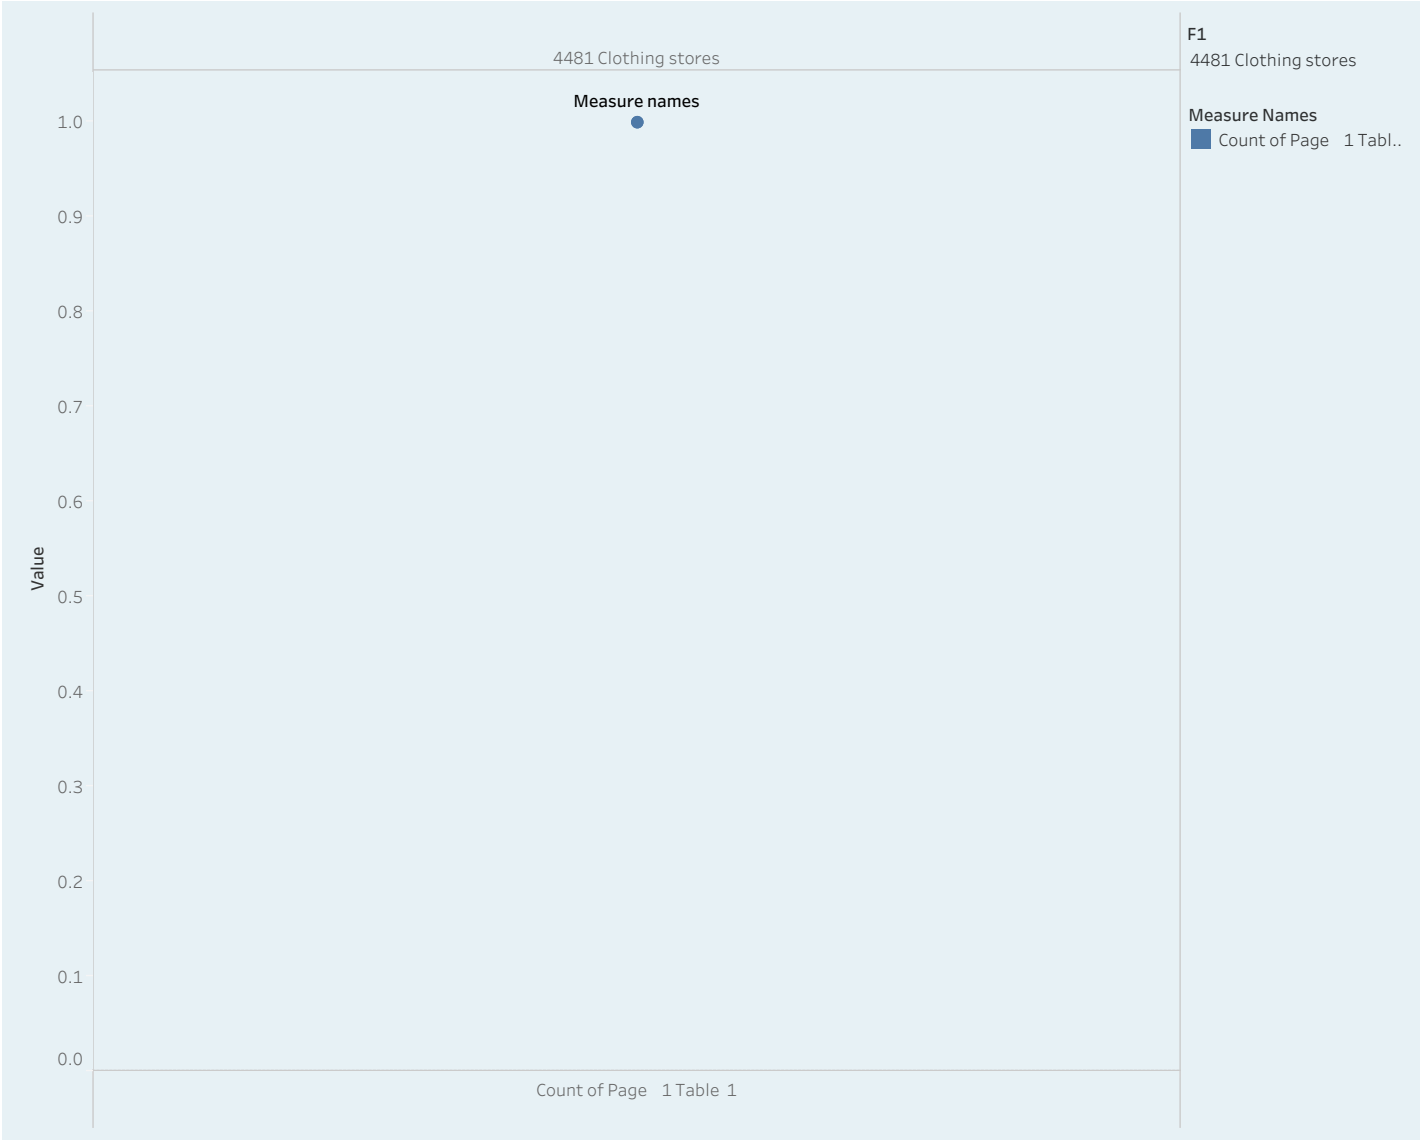 4481 Clothing stores
Measure names
1.0
0.9
0.8
0.7
0.6
0.5
0.4
0.3
0.2
0.1
0.0
Value
Count of Page 1 Table 1
F1
4481 Clothing stores
Measure Names
Count of Page 1 Tabl..